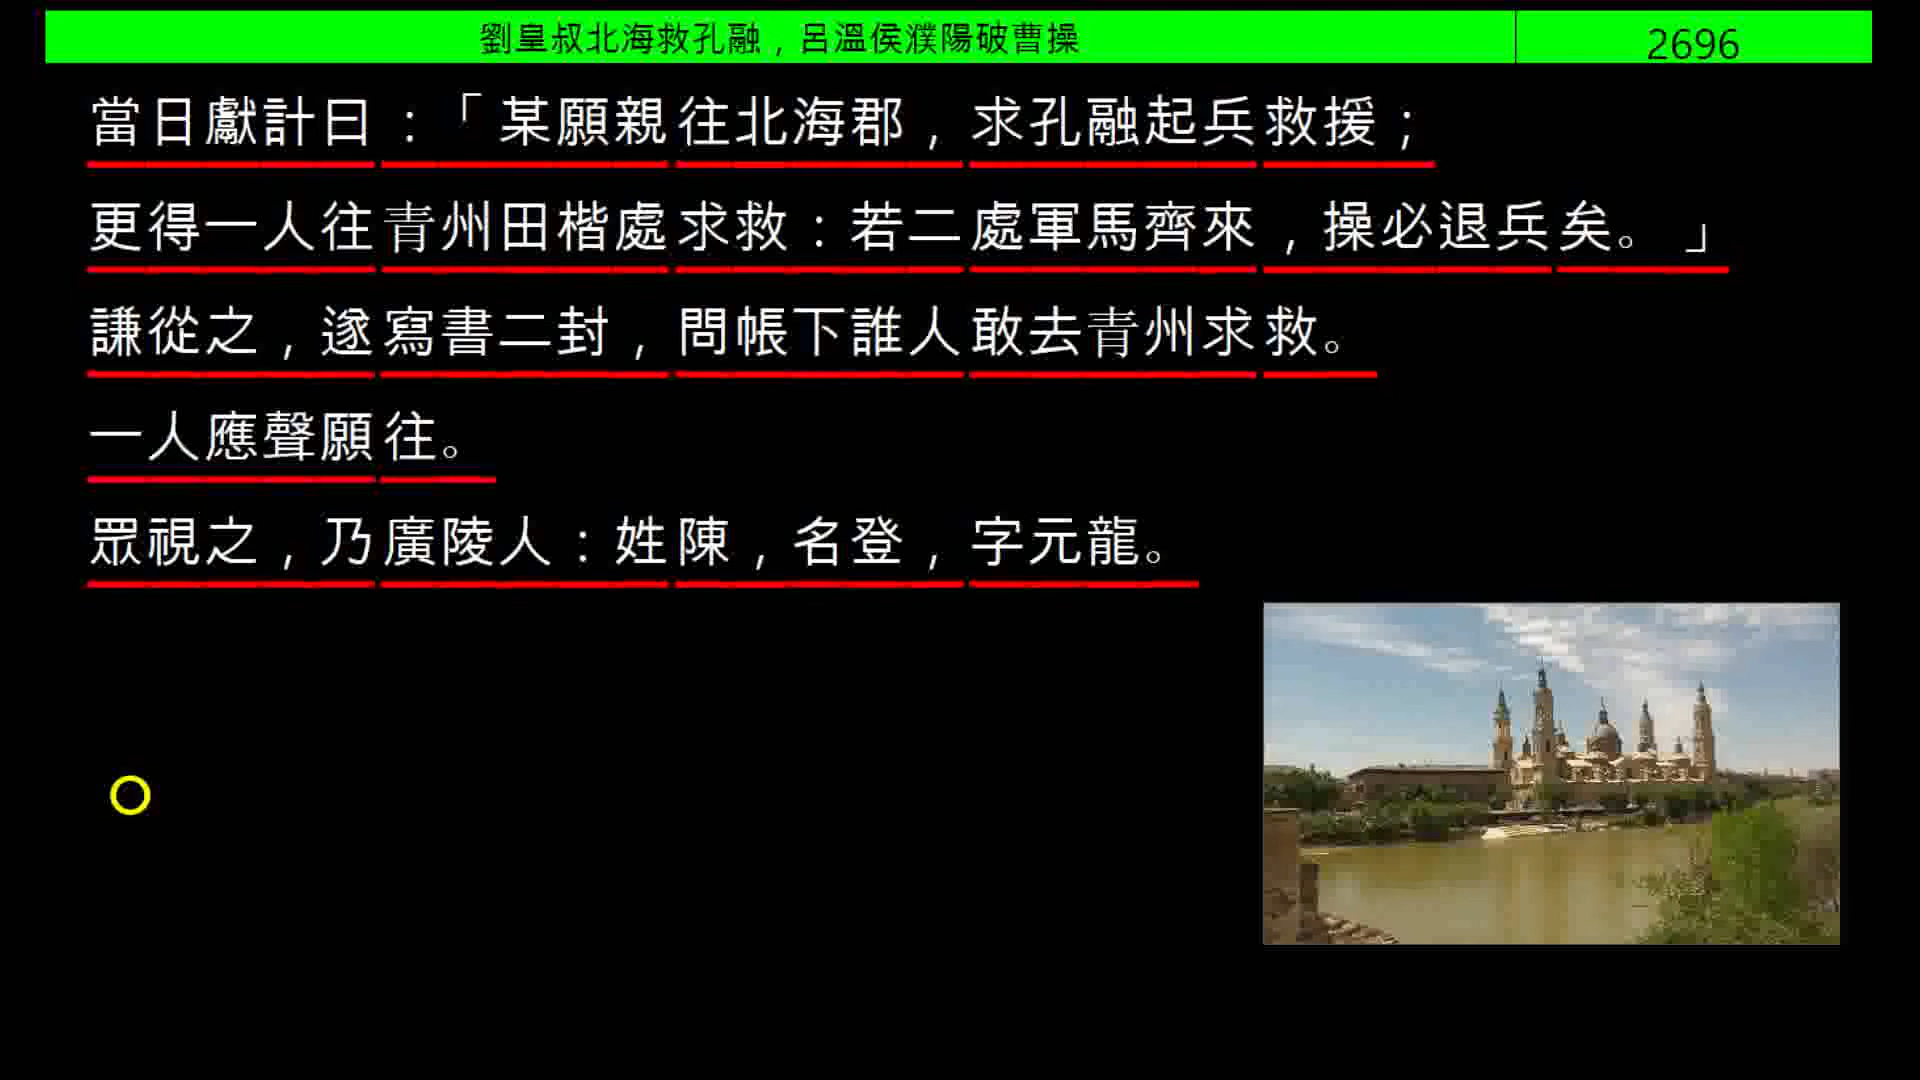 劉皇叔北海救孔融，呂溫侯濮陽破曹操
2696
當日獻計曰：「某願親往北海郡，求孔融起兵救援；
更得一人往青州田楷處求救：若二處軍馬齊來，操必退兵矣。」
謙從之，遂寫書二封，問帳下誰人敢去青州求救。
一人應聲願往。
眾視之，乃廣陵人：姓陳，名登，字元龍。